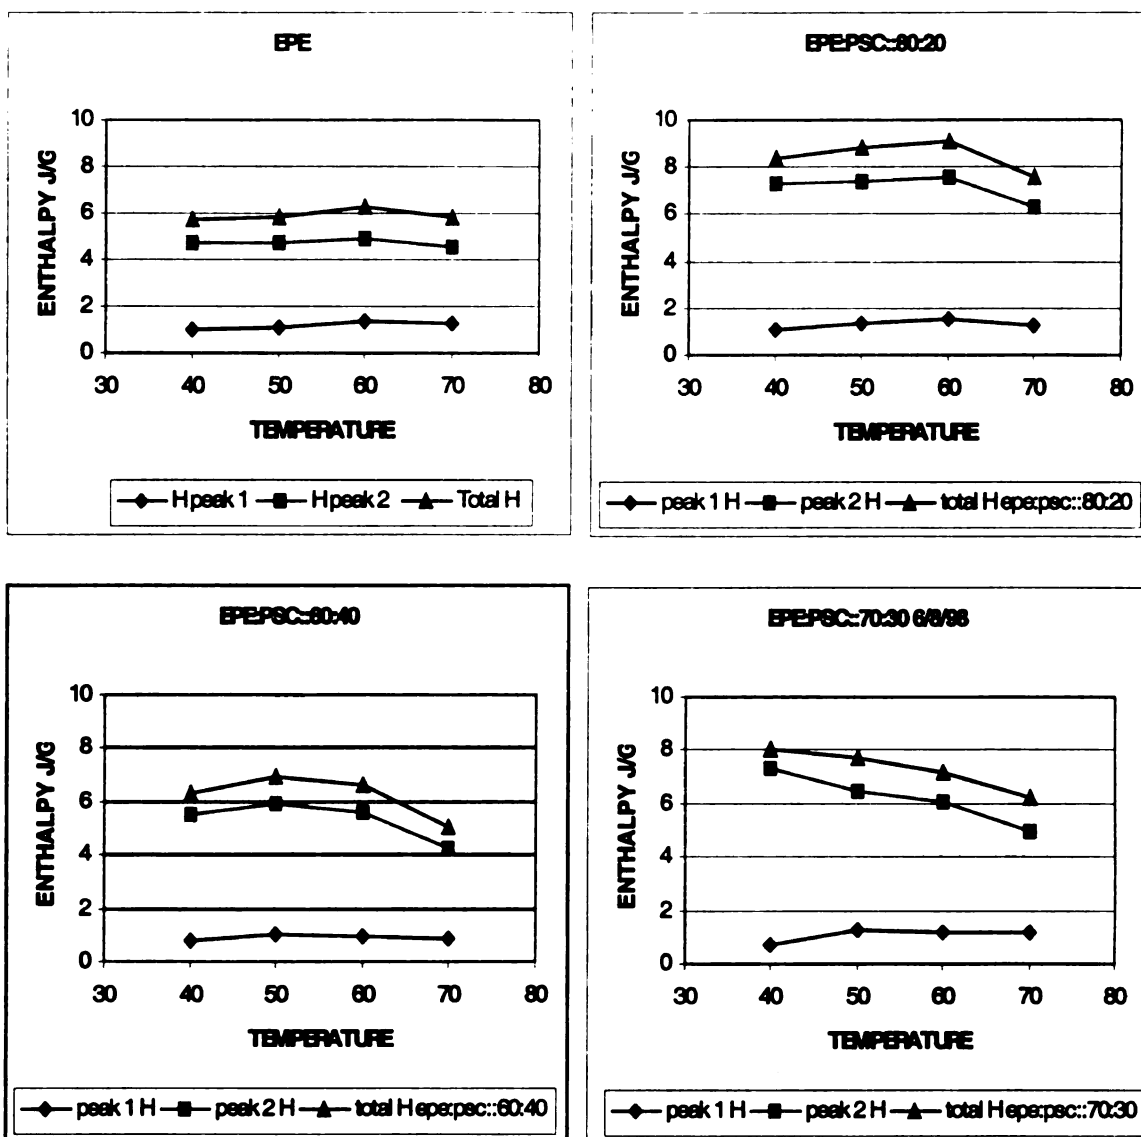 EPE
10
8
6
4
2
0
ENTHALPY J/G
30 40 50 60 70 80
TEMPERATURE
H peak 1 H peak 2 Total H
EPE:PSC::80:20
10
8
6
4
2
0
ENTHALPY J/G
30 40 50 60 70 80
TEMPERATURE
peak 1 H peak 2 H total H epe:psc::80:20
EPE:PSC::60:40
10
8
6
4
2
0
ENTHALPY J/G
30 40 50 60 70 80
TEMPERATURE
peak 1 H peak 2 H total H epe:psc::60:40
EPE:PSC::70:30 6/8/98
10
8
6
4
2
0
ENTHALPY J/G
30 40 50 60 70 80
TEMPERATURE
peak 1 H peak 2 H total H epe:psc::70:30